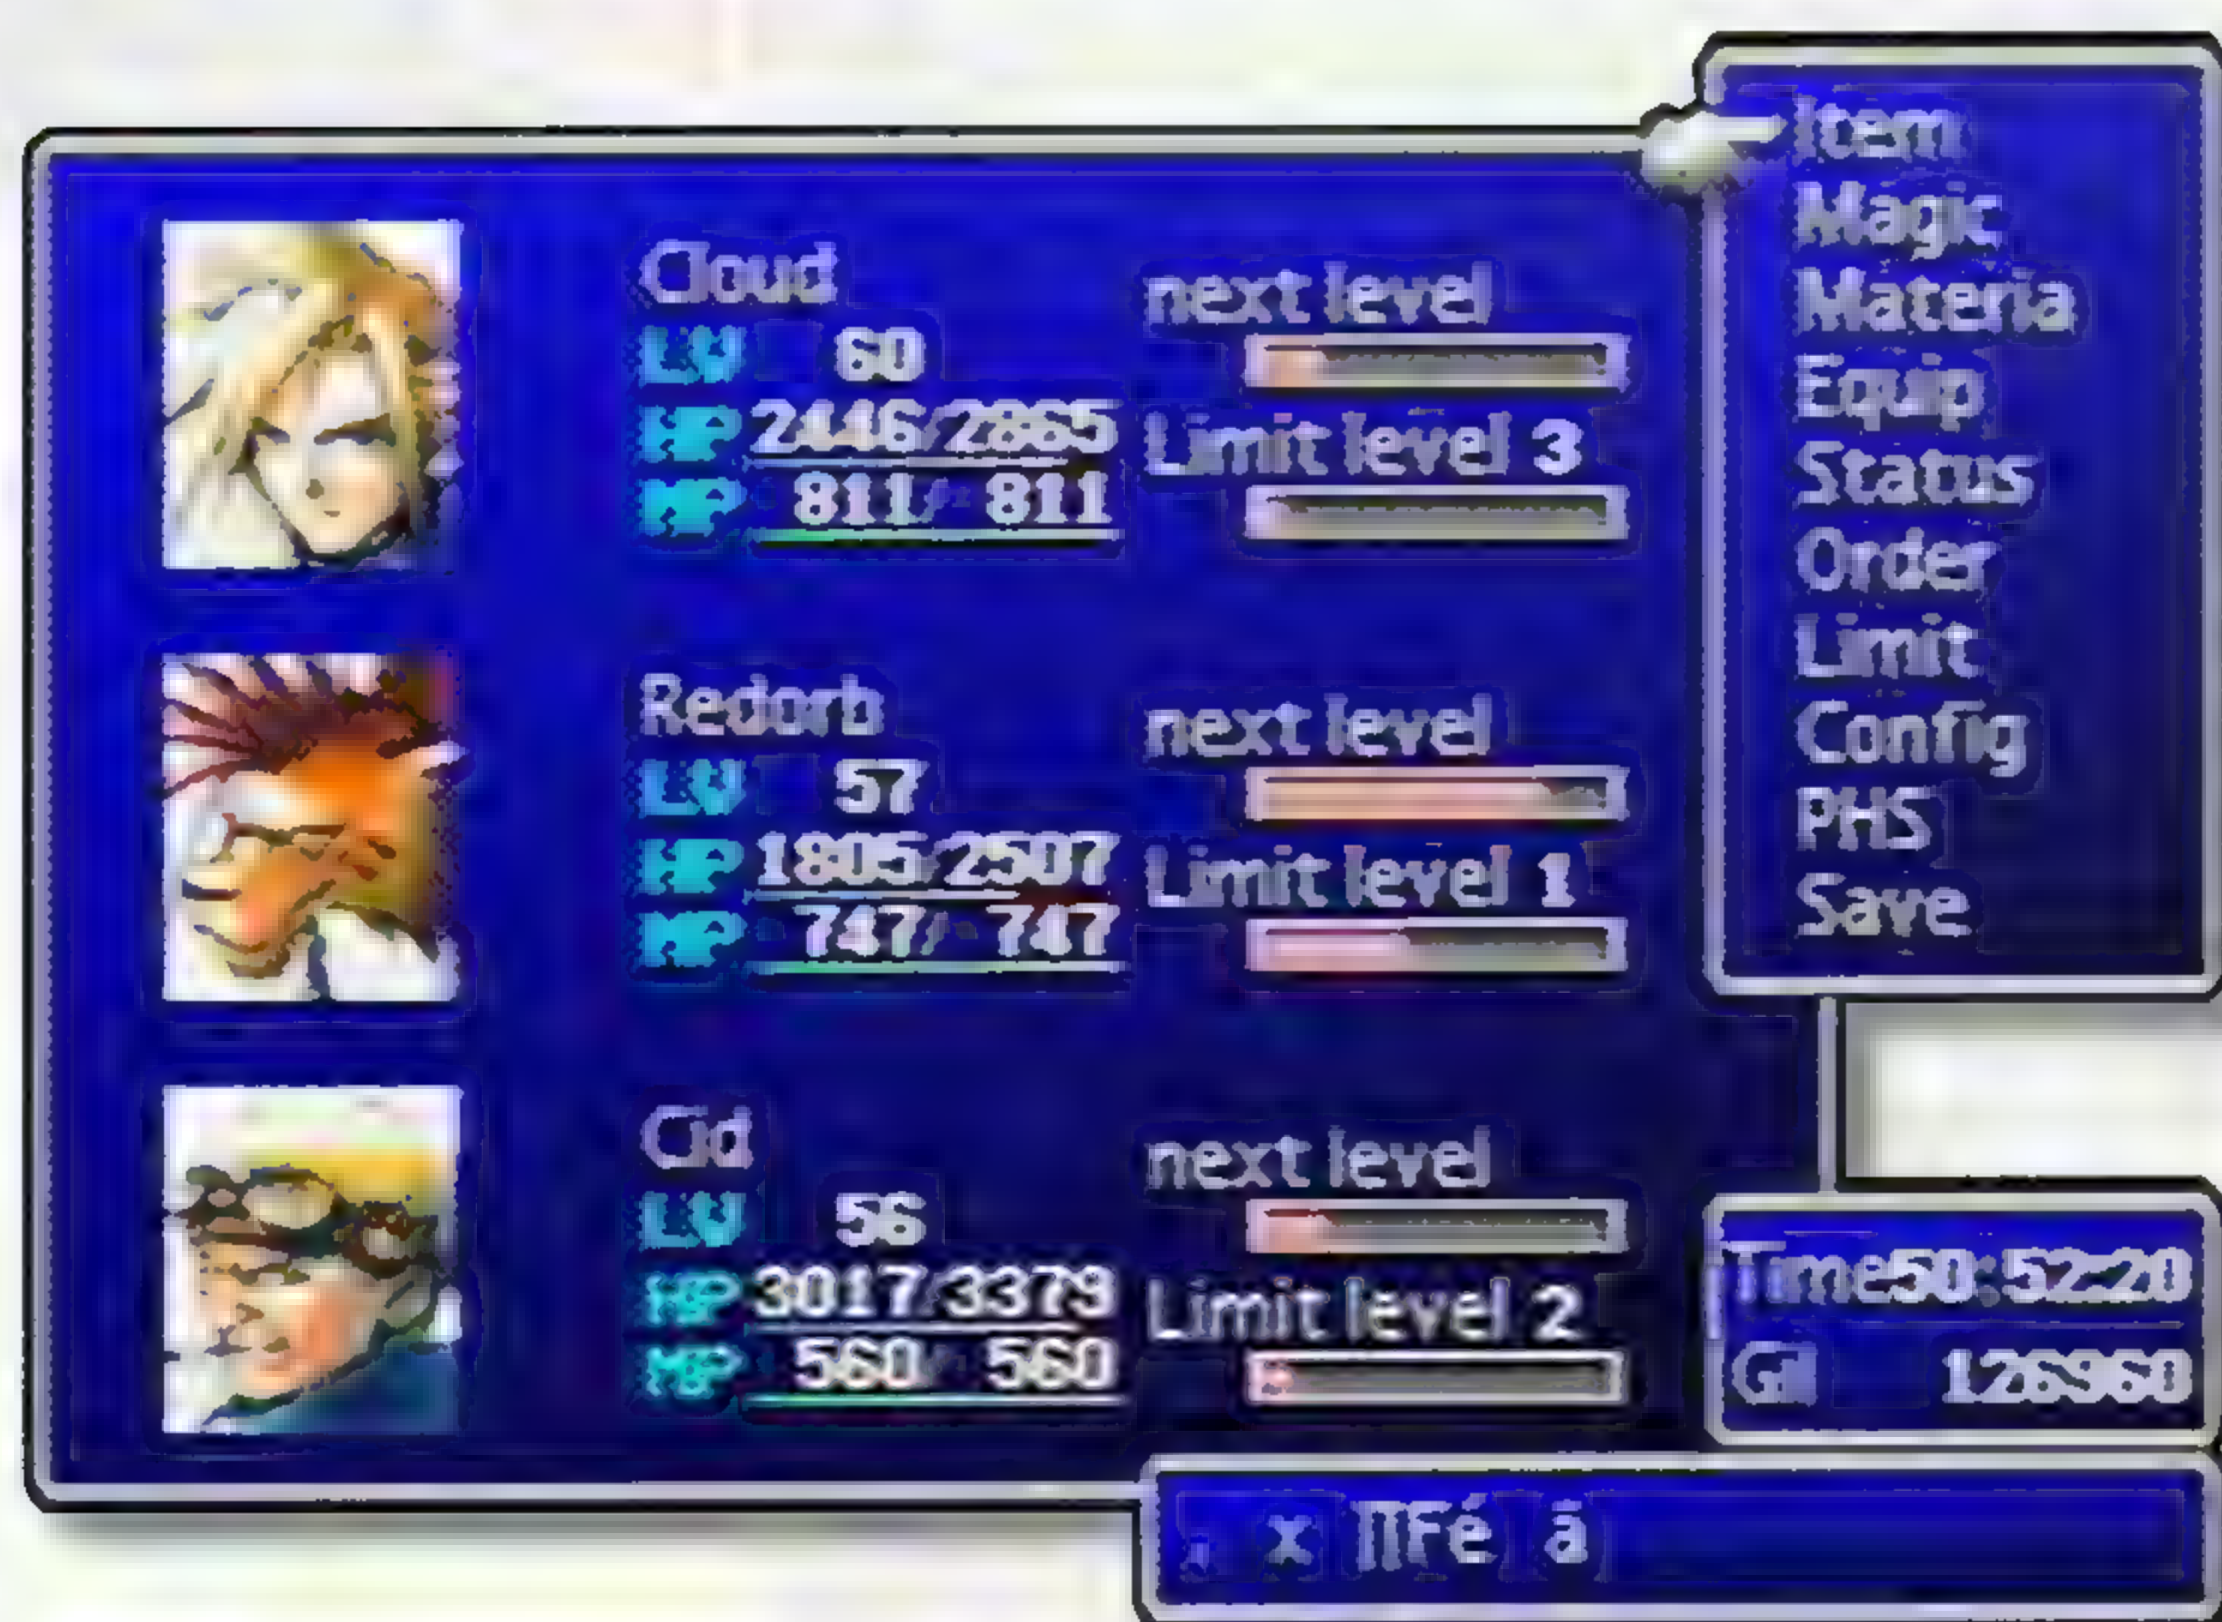 Item
Magic
Materia
Equip
Status
Order
Limit
Config
PHS
Save
Cloud
next level
LV 60
HP 2446/2865
Limit level 3
MP 811/ 811
Redorb
next level
LV 57
HP 1805/2507
Limit level 1
MP 747/ 747
Cid
next level
LV
HP 3017/3379
Limit level 2
MP 560/ 560
Time 50:52:20
Gil
x